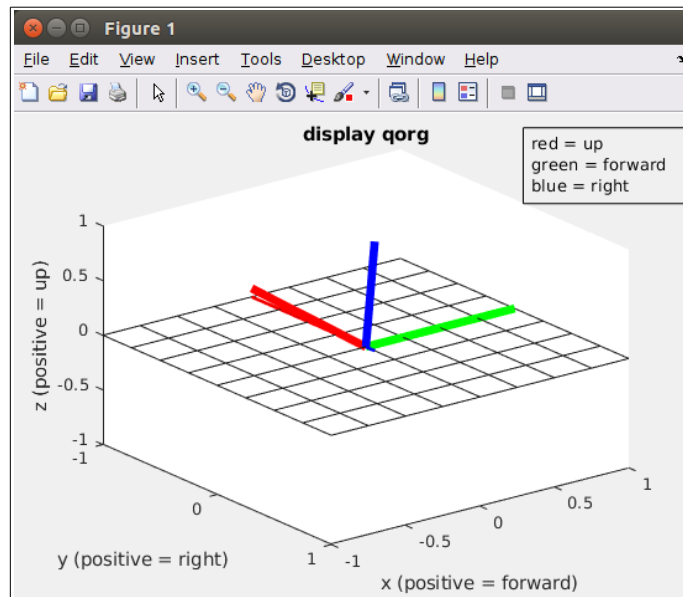 Figure 1
File Edit View Insert Tools Desktop Window Help
display qorg
red = up
green = forward
blue = right
1
0.5
0
-0.5
-1
z (positive = up)
-1
0
1
y (positive = right)
-1
-0.5
0
0.5
1
x (positive = forward)